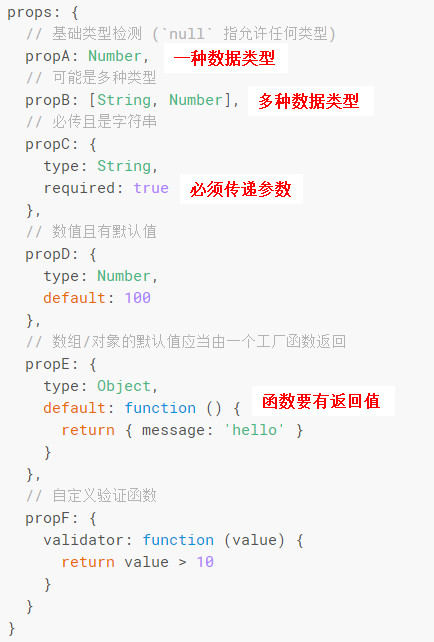 props: {
// 基础类型检测 (`null` 指允许任何类型)
propA: Number, 一种数据类型
// 可能是多种类型
propB: [String, Number], 多种数据类型
// 必传且是字符串
propC: {
type: String,
required: true 必须传递参数
},
// 数值且有默认值
propD: {
type: Number,
default: 100
},
// 数组/对象的默认值应当由一个工厂函数返回
propE: {
type: Object,
default: function () { 函数要有返回值
return { message: 'hello' }
}
},
// 自定义验证函数
propF: {
validator: function (value) {
return value > 10
}
}
}